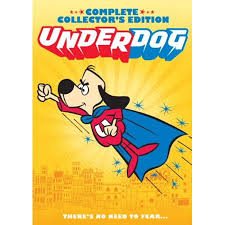 COMPLETE
COLLECTOR'S EDITION
UNDERDOG
U
THERE'S NO NEED TO FEAR...